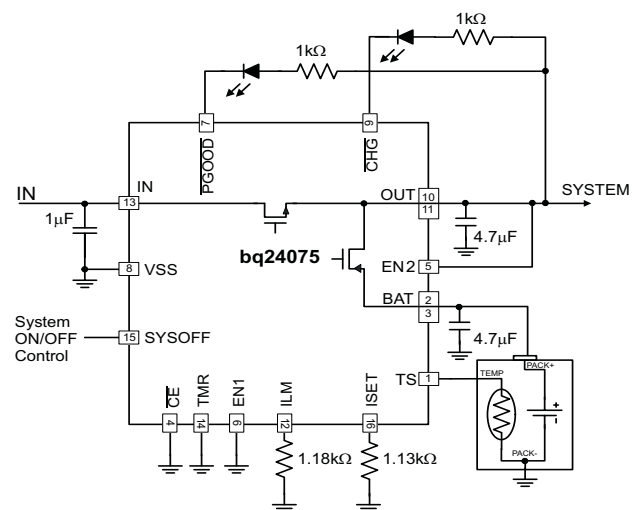 1kΩ
1kΩ
7
9
PGOOD
CHG
IN
IN
13
OUT
10
11
SYSTEM
1μF
4.7μF
bq24075
EN2
5
8
VSS
BAT
2
3
System
ON/OFF
Control
15
SYSOFF
4.7μF
TS
1
TEMP
PACK+
+
-
PACK-
CE
TMR
EN1
ILM
ISET
4
14
6
12
16
1.18kΩ
1.13kΩ